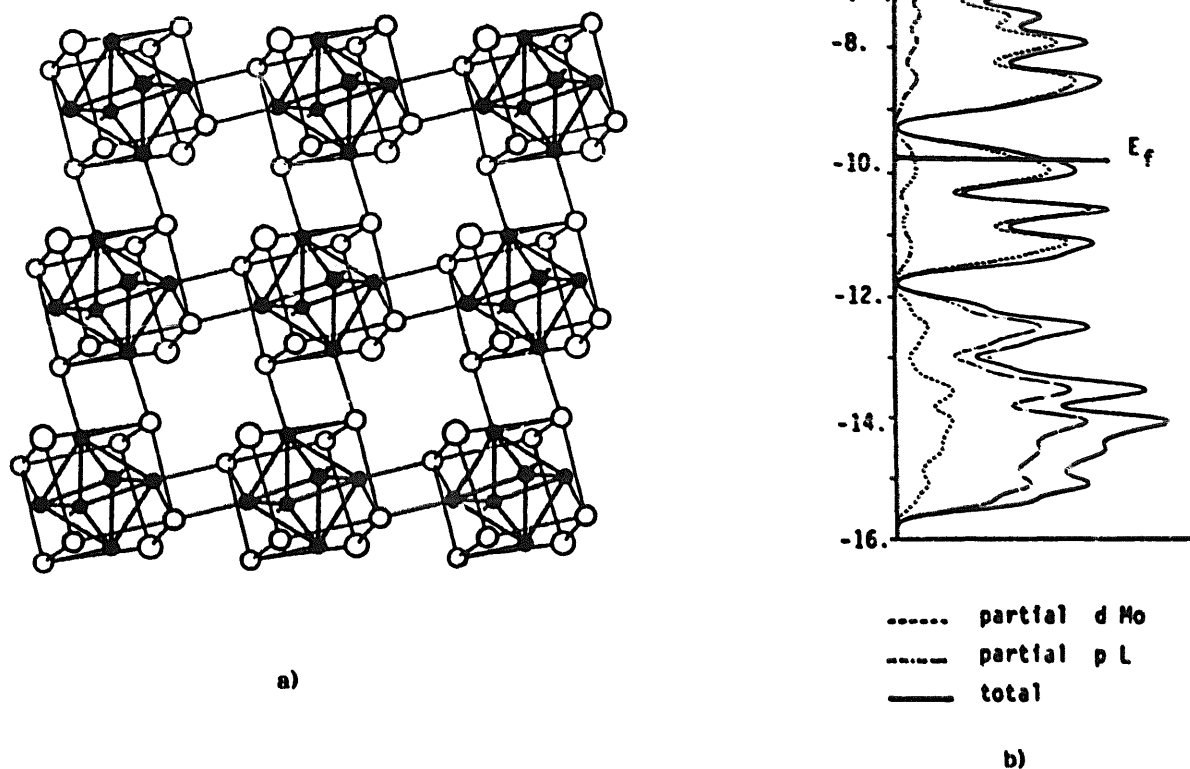 -8.
-10.
E_f
-12.
-14.
-16.
partial d Mo
partial p L
total
a)
b)